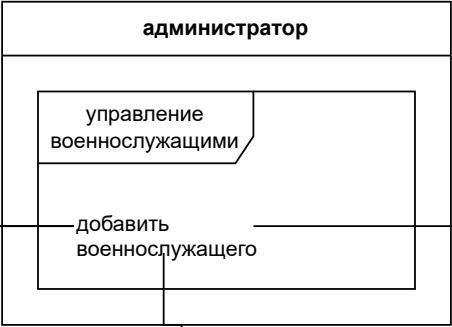 администратор
управление
военнослужащими
добавить
военнослужащего